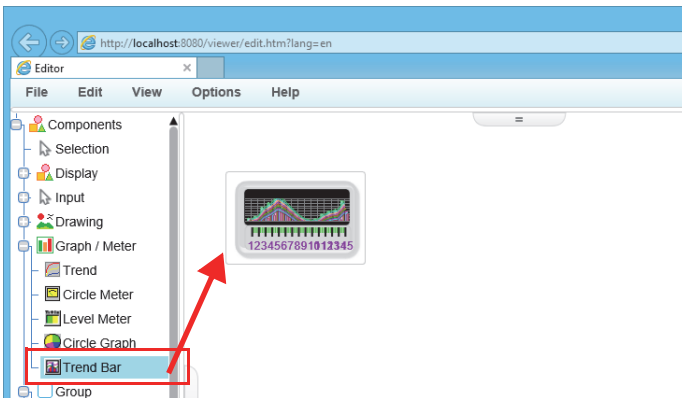 http://localhost:8080/viewer/edit.htm?lang=en
Editor ×
File Edit View Options Help
Components
=
Selection
Display
Input
Drawing
Graph / Meter
Trend
Circle Meter
Level Meter
Circle Graph
Trend Bar
Group